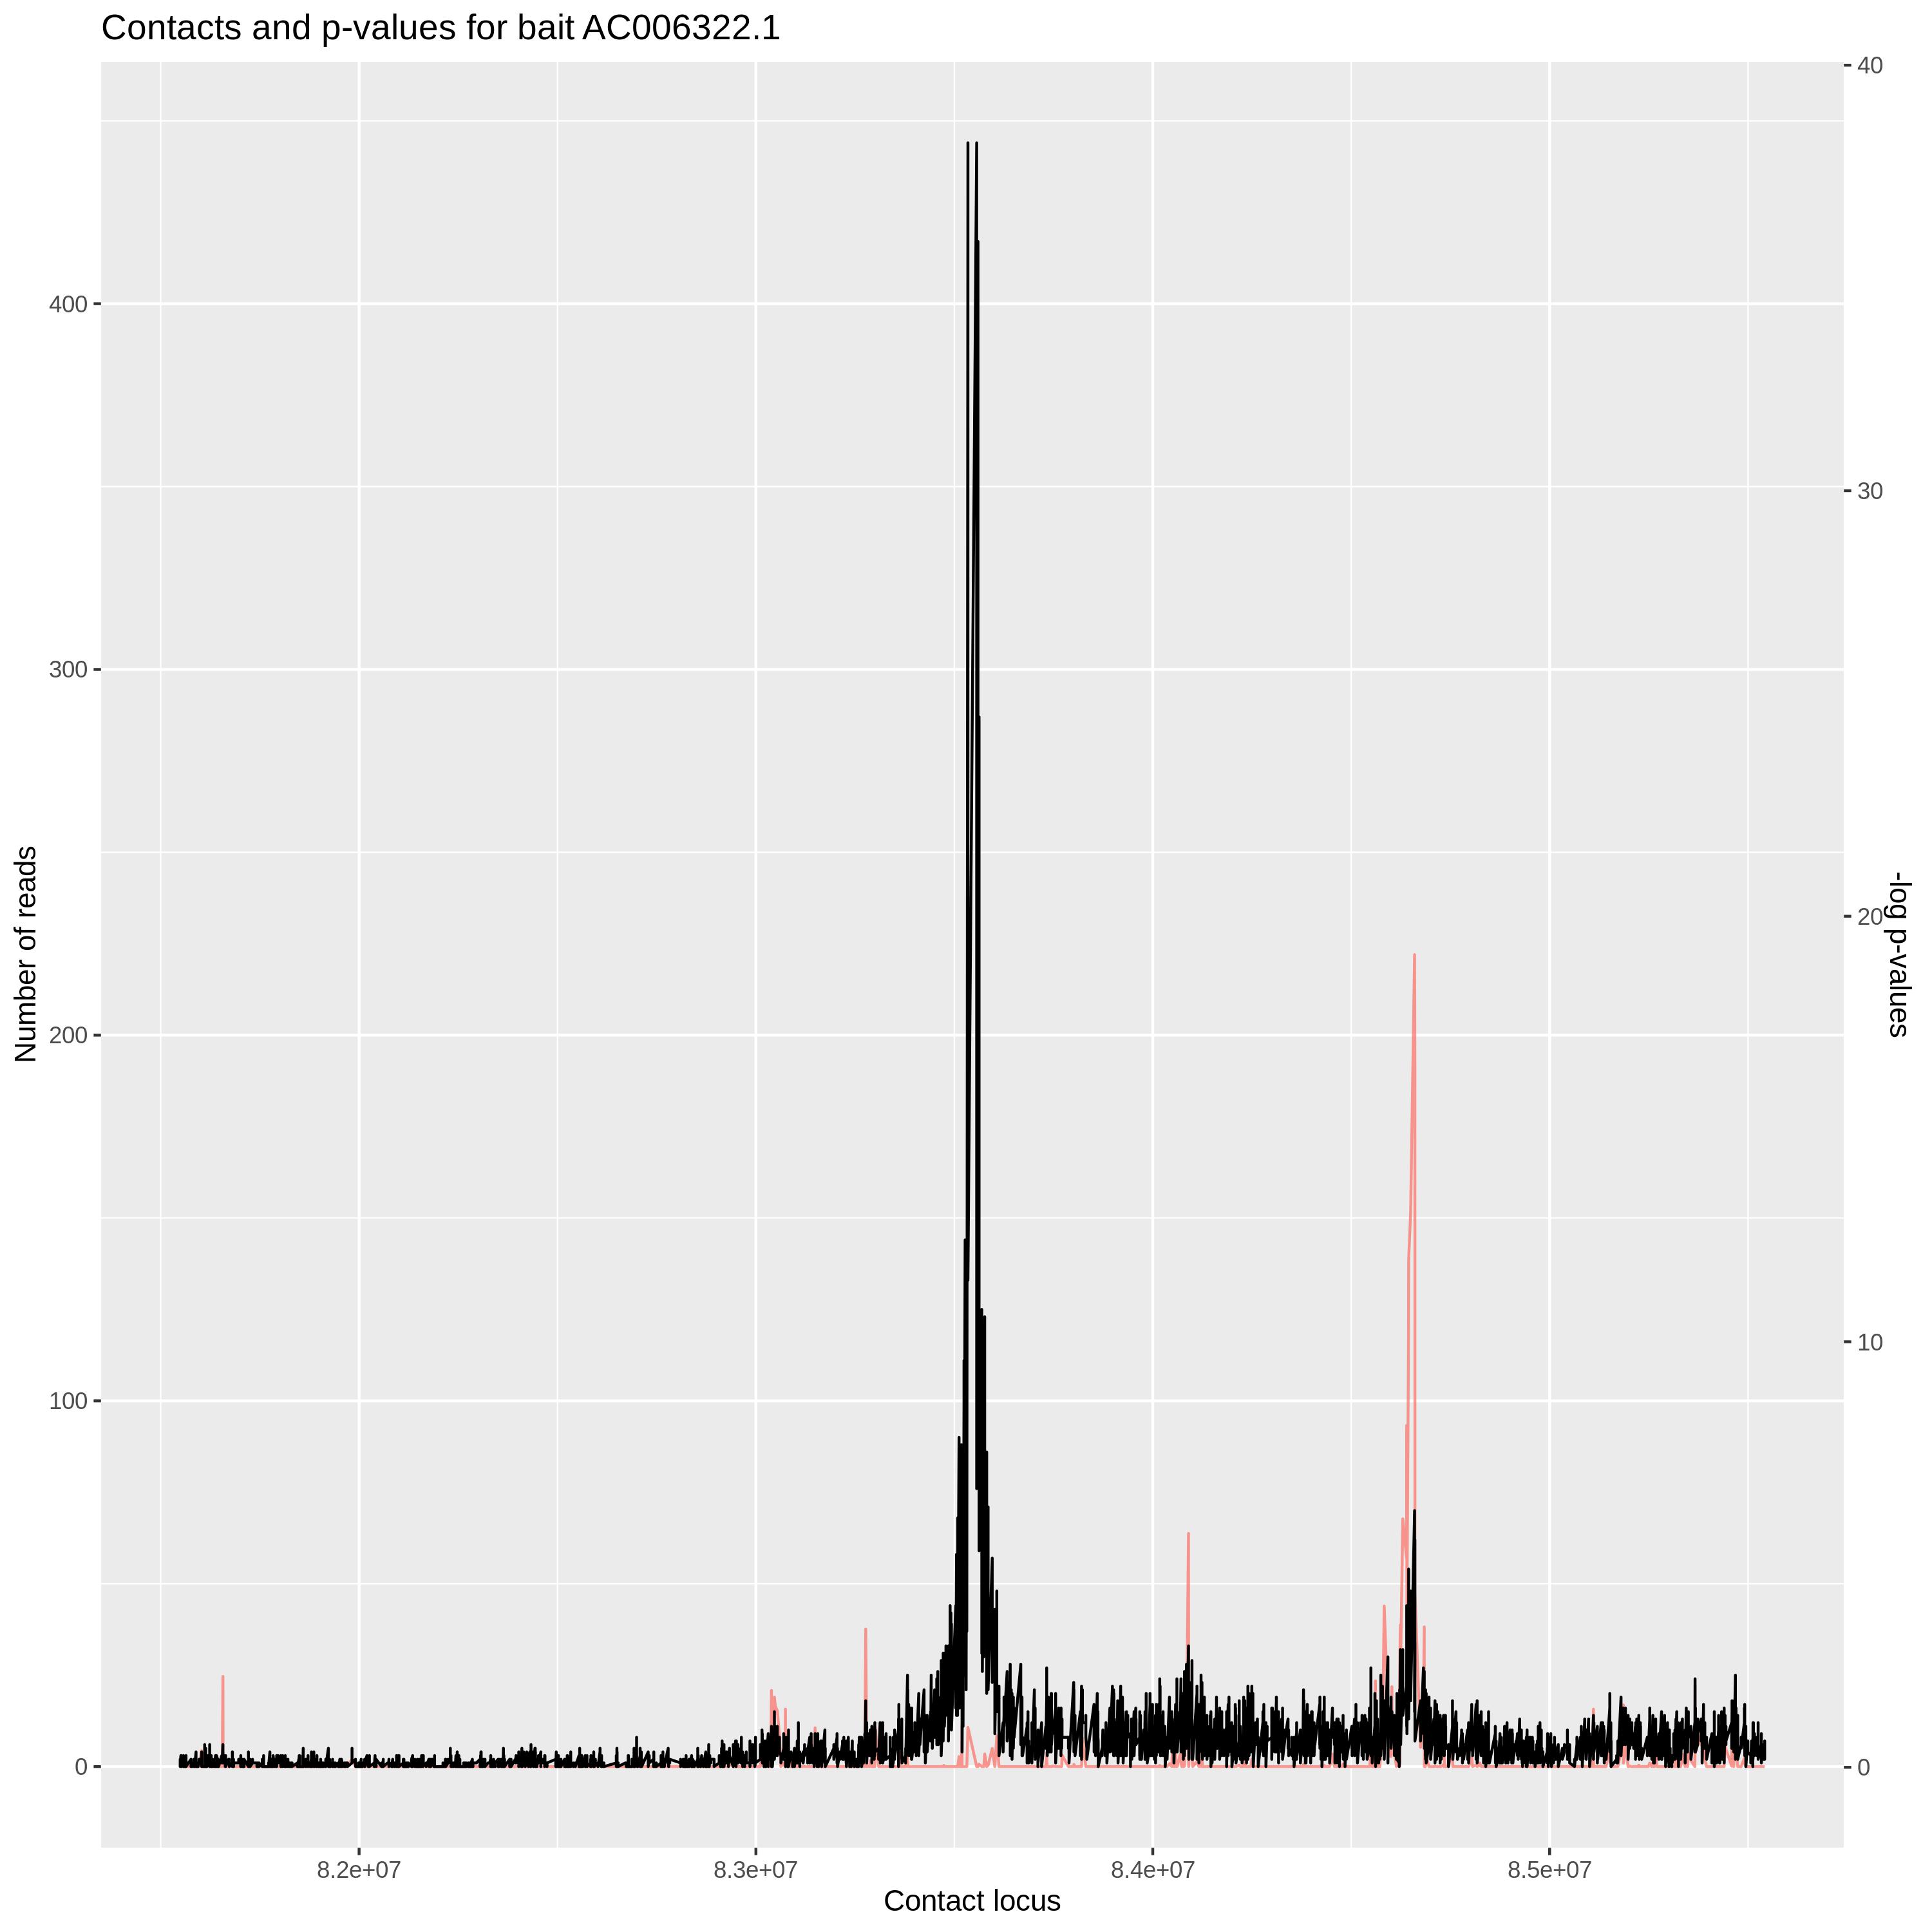 Contacts and p-values for bait AC006322.1
40
400
30
300
Number of reads
-log p-values
20
200
10
100
0
0
8.2e+07
8.3e+07
8.4e+07
8.5e+07
Contact locus